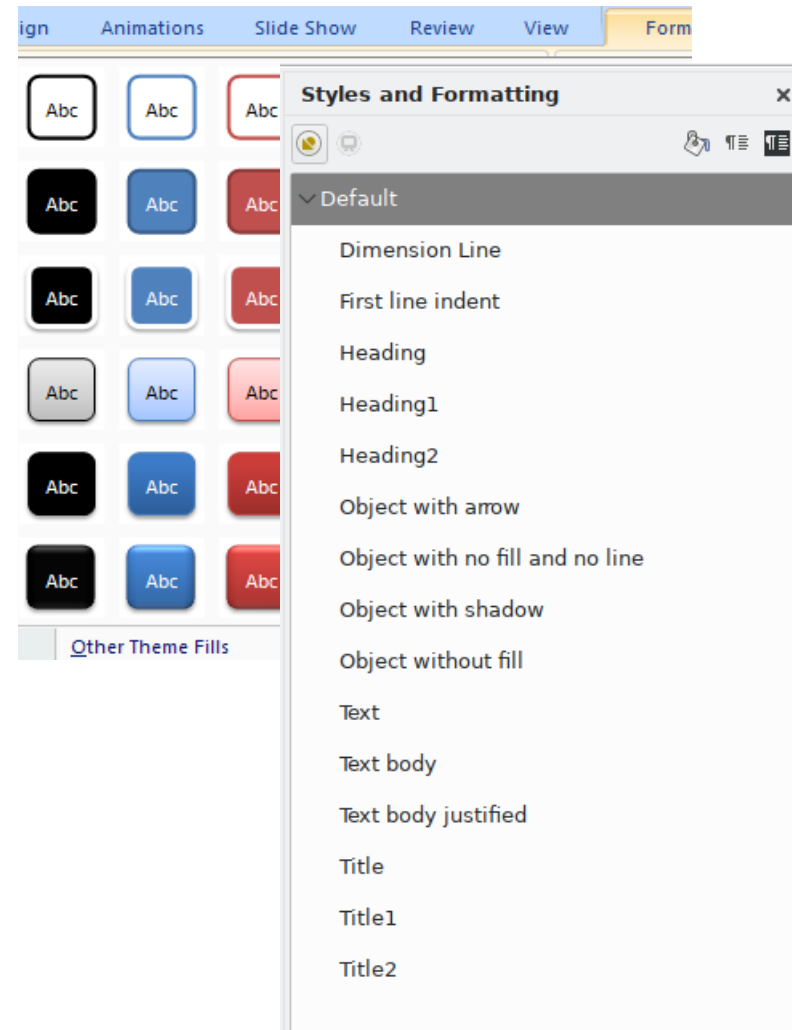 ign Animations Slide Show Review View Form
Abc Abc Abc
Abc Abc Abc
Abc Abc Abc
Abc Abc Abc
Abc Abc Abc
Abc Abc Abc
Other Theme Fills
Styles and Formatting
Default
Dimension Line
First line indent
Heading
Heading1
Heading2
Object with arrow
Object with no fill and no line
Object with shadow
Object without fill
Text
Text body
Text body justified
Title
Title1
Title2